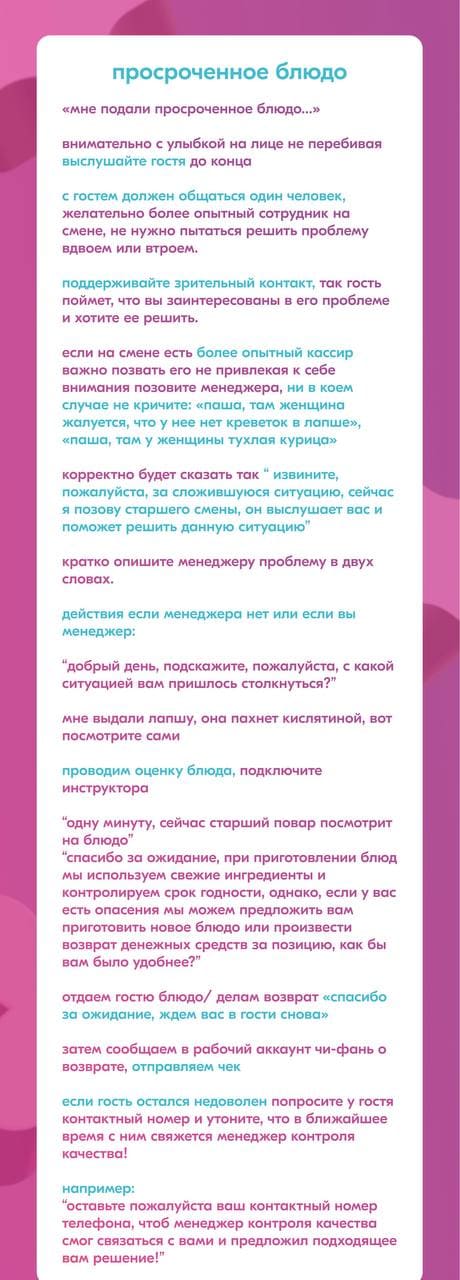 просроченное блюдо
«мне подали просроченное блюдо...»
внимательно с улыбкой на лице не перебивая
выслушайте гостя до конца
с гостем должен общаться один человек,
желательно более опытный сотрудник на
смене, не нужно пытаться решить проблему
вдвоем или втроем.
поддерживайте зрительный контакт, так гость
поймет, что вы заинтересованы в его проблеме
и хотите ее решить.
если на смене есть более опытный кассир
важно позвать его не привлекая к себе
внимания позовите менеджера, ни в коем
случае не кричите: «паша, там женщина
жалуется, что у нее нет креветок в лапше»,
«паша, там у женщины тухлая курица»
корректно будет сказать так “ извините,
пожалуйста, за сложившуюся ситуацию, сейчас
я позову старшего смены, он выслушает вас и
поможет решить данную ситуацию”
кратко опишите менеджеру проблему в двух
словах.
действия если менеджера нет или если вы
менеджер:
“добрый день, подскажите, пожалуйста, с какой
ситуацией вам пришлось столкнуться?”
мне выдали лапшу, она пахнет кислятиной, вот
посмотрите сами
проводим оценку блюда, подключите
инструктора
“одну минуту, сейчас старший повар посмотрит
на блюдо”
“спасибо за ожидание, при приготовлении блюд
мы используем свежие ингредиенты и
контролируем срок годности, однако, если у вас
есть опасения мы можем предложить вам
приготовить новое блюдо или произвести
возврат денежных средств за позицию, как бы
вам было удобнее?”
отдаем гостю блюдо/ делам возврат «спасибо
за ожидание, ждем вас в гости снова»
затем сообщаем в рабочий аккаунт чи-фань о
возврате, отправляем чек
если гость остался недоволен попросите у гостя
контактный номер и утоните, что в ближайшее
время с ним свяжется менеджер контроля
качества!
например:
“оставьте пожалуйста ваш контактный номер
телефона, чтоб менеджер контроля качества
смог связаться с вами и предложил подходящее
вам решение!”